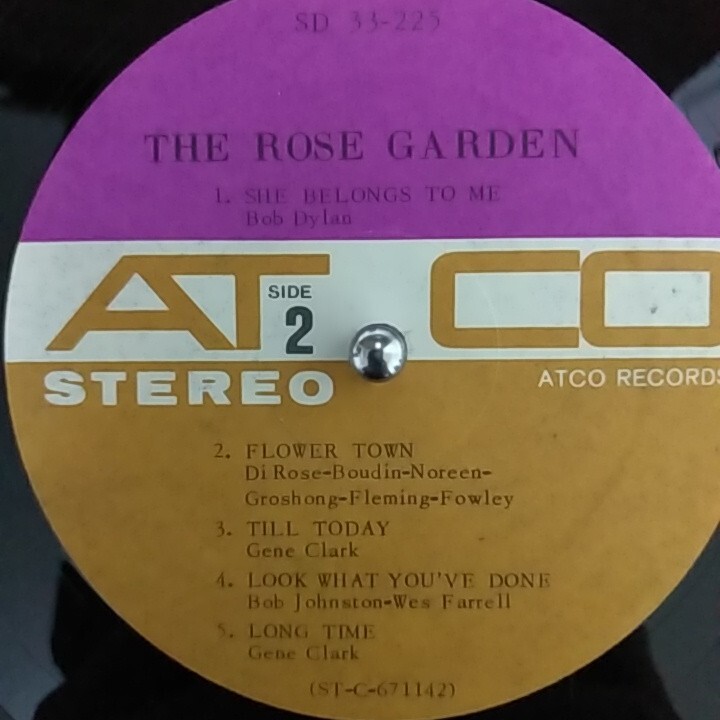 SD 33-225
THE ROSE GARDEN
1. SHE BELONGS TO ME
Bob Dylan
ATCO
SIDE
2
STEREO
ATCO RECORDS
2. FLOWER TOWN
Di Rose-Boudin-Noreen-
Groshong-Fleming-Fowley
3. TILL TODAY
Gene Clark
4. LOOK WHAT YOU'VE DONE
Bob Johnston-Wes Farrell
5. LONG TIME
Gene Clark
(ST-C-671142)